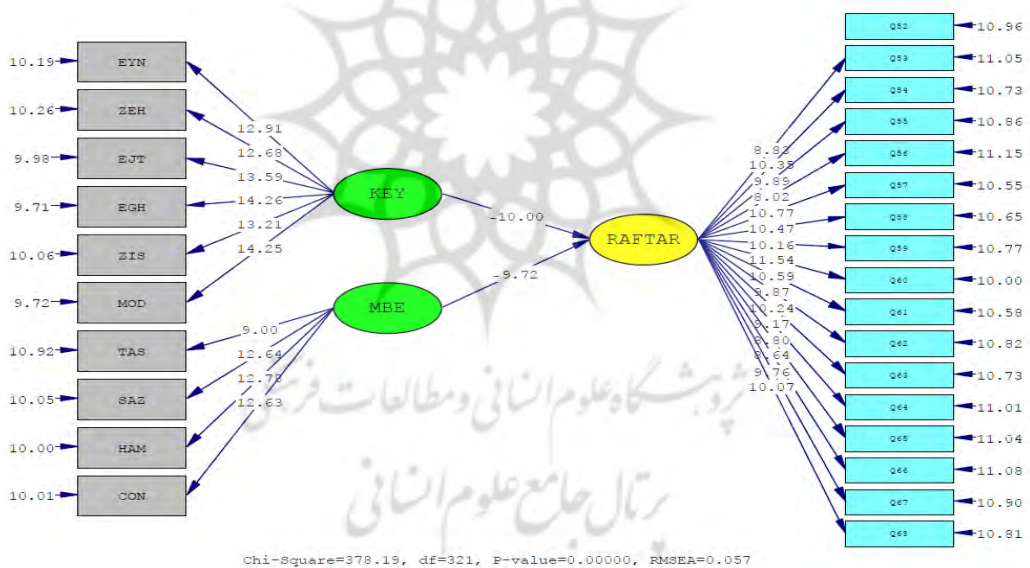 10.19 EYN
10.26 ZEH
9.98 EJT
9.71 EGH
10.06 ZIS
9.72 MOD
10.92 TAS
10.05 SAZ
10.00 HAM
10.01 CON
12.91
12.68
13.59
14.26
13.21
14.25
9.00
12.64
12.78
12.63
KEY
MBE
-10.00
-9.72
RAFTAR
8.83
10.35
9.89
8.02
10.77
10.47
10.16
11.54
10.59
9.87
10.24
9.17
8.80
8.64
9.76
10.07
Q52 10.96
Q53 11.05
Q54 10.73
Q55 10.86
Q56 11.15
Q57 10.55
Q58 10.65
Q59 10.77
Q60 10.00
Q61 10.58
Q62 10.82
Q63 10.73
Q64 11.01
Q65 11.04
Q66 11.08
Q67 10.90
Q68 10.81
پژوهشگاه علوم انسانی و مطالعات فرهنگی
پرتال جامع علوم انسانی
Chi-Square=378.19, df=321, P-value=0.00000, RMSEA=0.057